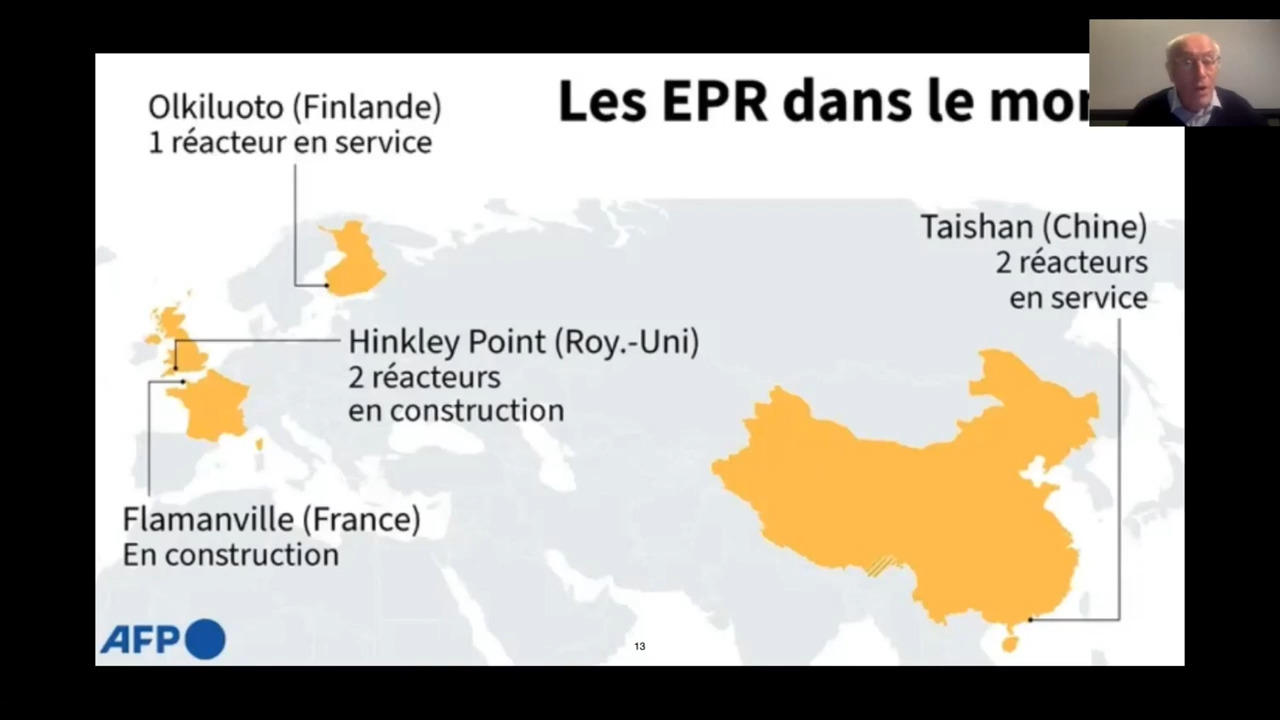 Les EPR dans le mo
Olkiluoto (Finlande)
1 réacteur en service
Taishan (Chine)
2 réacteurs
en service
Hinkley Point (Roy.-Uni)
2 réacteurs
en construction
Flamanville (France)
En construction
AFP
13